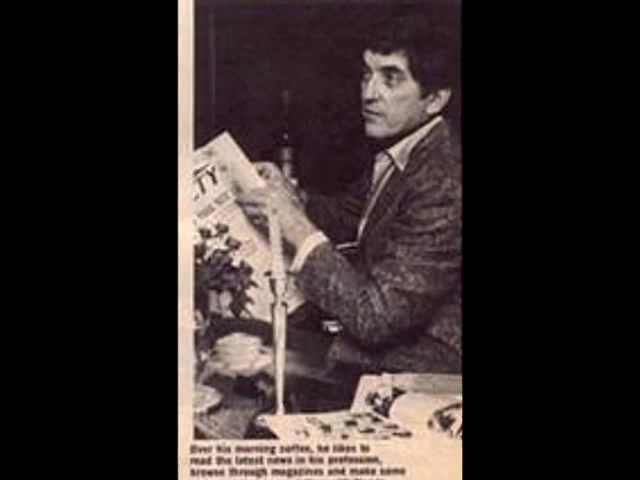 TY
Over his morning coffee, he likes to
read the latest news in his profession,
browse through magazines and make some